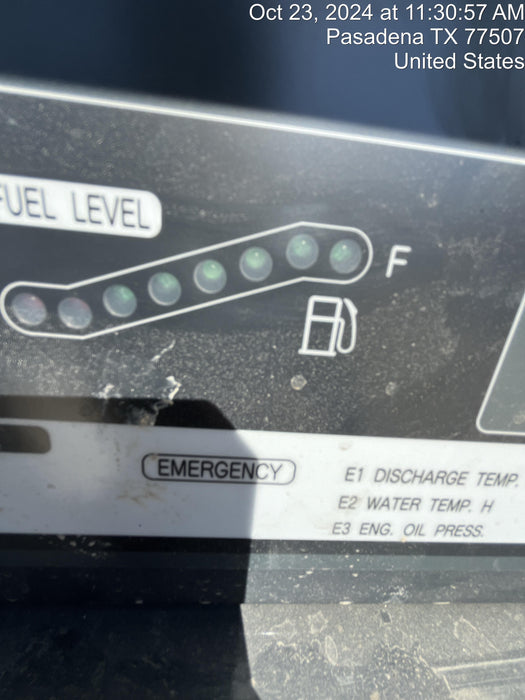 Oct 23, 2024 at 11:30:57 AM
Pasadena TX 77507
United States
FUEL LEVEL
F
EMERGENCY
E1 DISCHARGE TEMP.
E2 WATER TEMP. H
E3 ENG. OIL PRESS.